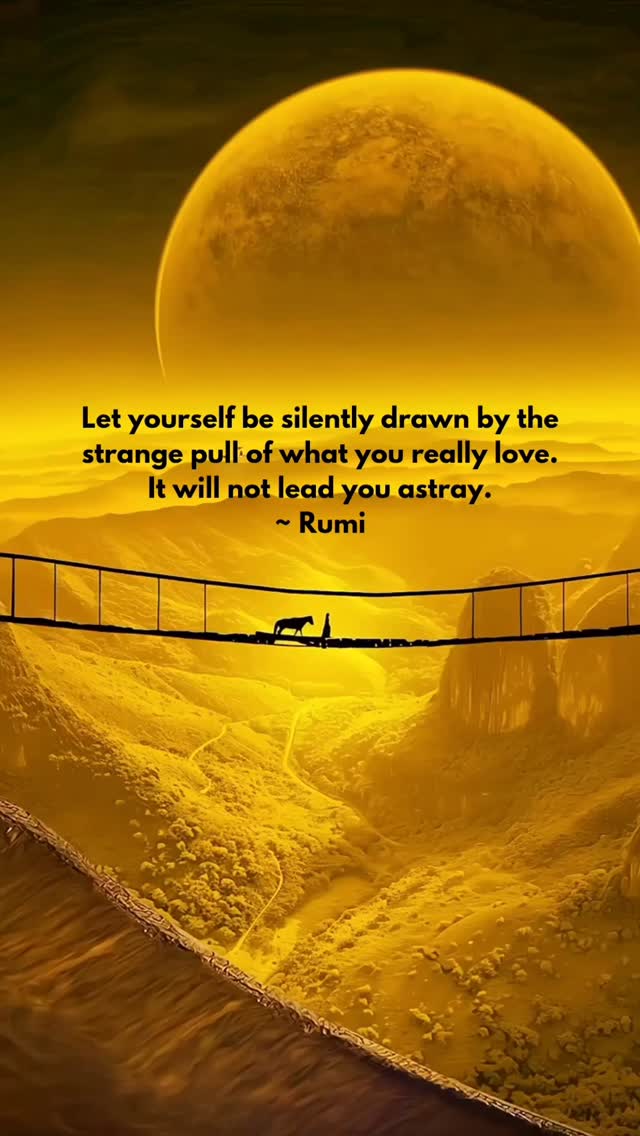 Let yourself be silently drawn by the
strange pull of what you really love.
It will not lead you astray.
~ Rumi